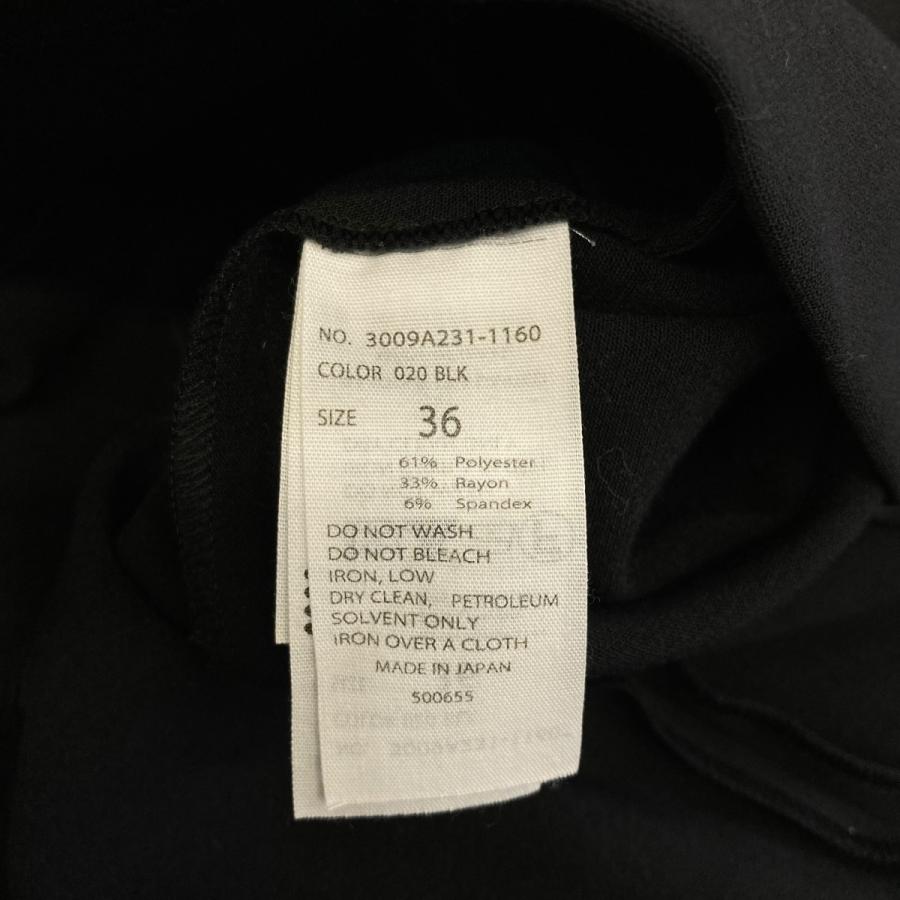 NO. 3009A231-1160
COLOR 020 BLK
SIZE 36
61% Polyester
33% Rayon
6% Spandex
DO NOT WASH
DO NOT BLEACH
IRON, LOW
DRY CLEAN, PETROLEUM
SOLVENT ONLY
IRON OVER A CLOTH
MADE IN JAPAN
500655